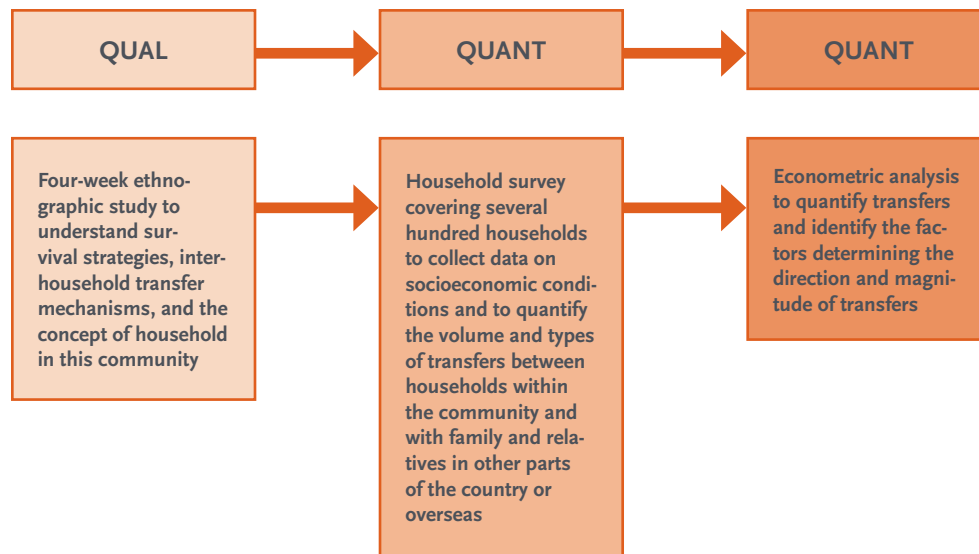 QUAL
QUANT
QUANT
Four-week ethno-
graphic study to
understand sur-
vival strategies, inter-
household transfer
mechanisms, and the
concept of household
in this community
Household survey
covering several
hundred households
to collect data on
socioeconomic condi-
tions and to quantify
the volume and types
of transfers between
households within
the community and
with family and rela-
tives in other parts
of the country or
overseas
Econometric analysis
to quantify transfers
and identify the fac-
tors determining the
direction and magni-
tude of transfers